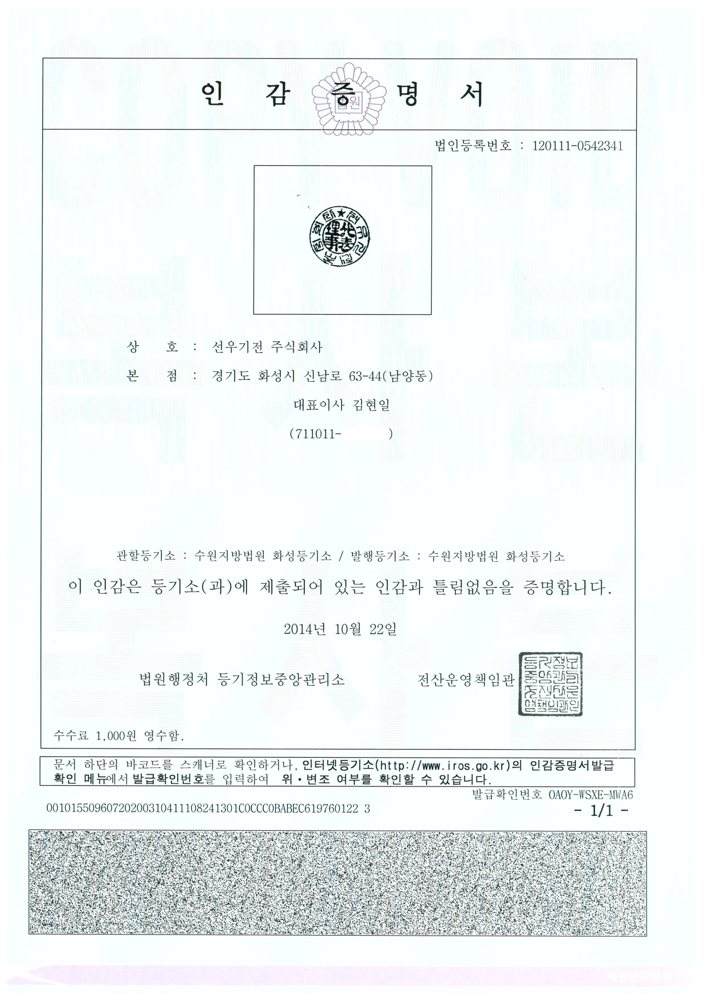 인 감 증 명 서
법원
법인등록번호 : 120111-0542341
代表
理事
상 호 : 선우기전 주식회사
본 점 : 경기도 화성시 신남로 63-44(남양동)
대표이사 김현일
(711011- )
관할등기소 : 수원지방법원 화성등기소 / 발행등기소 : 수원지방법원 화성등기소
이 인감은 등기소(과)에 제출되어 있는 인감과 틀림없음을 증명합니다.
2014년 10월 22일
법원행정처 등기정보중앙관리소 전산운영책임관
등기정보
중앙관리
소전산운
영책임관인
수수료 1,000원 영수함.
문서 하단의 바코드를 스캐너로 확인하거나, 인터넷등기소(http://www.iros.go.kr)의 인감증명서발급
확인 메뉴에서 발급확인번호를 입력하여 위·변조 여부를 확인할 수 있습니다.
발급확인번호 0AOY-WSXE-MWA6
00101550960720200310411108241301C0CCC0BABEC619760122 3
- 1/1 -
대한민국법원